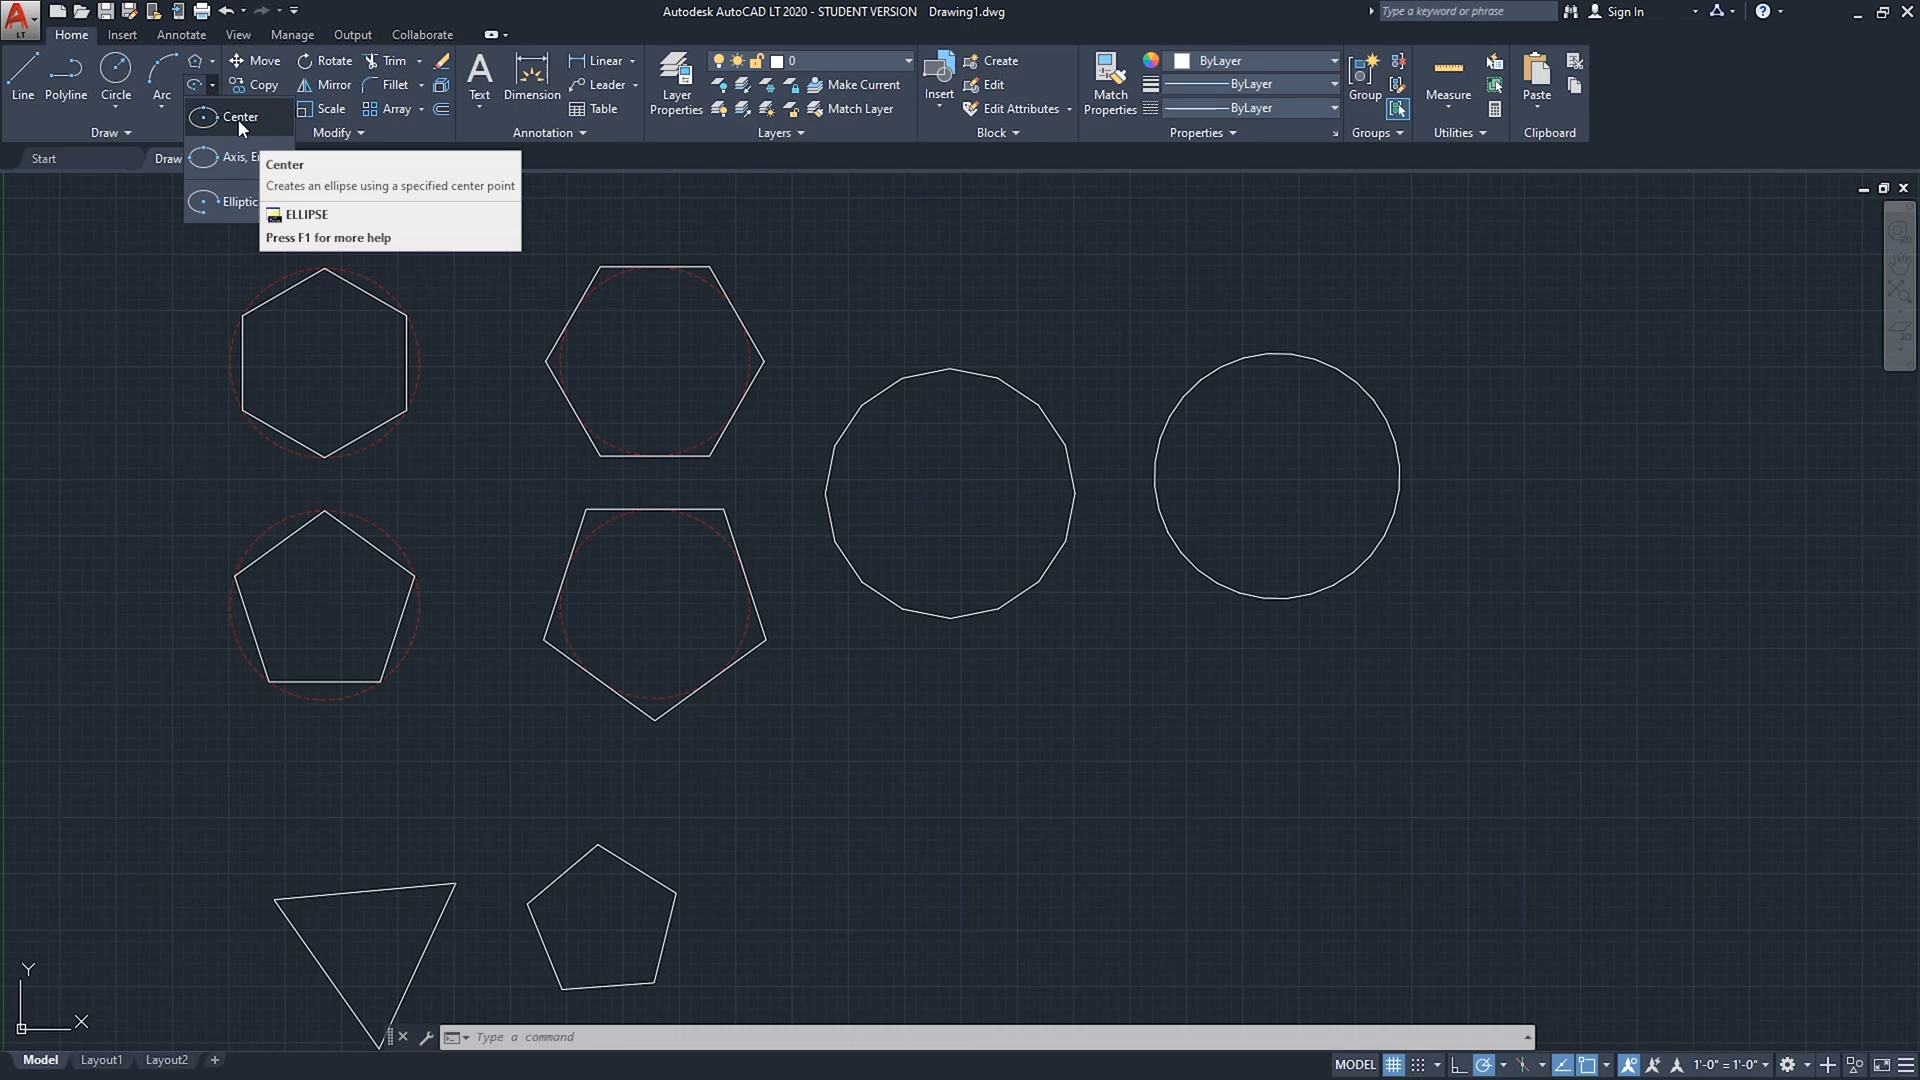 Autodesk AutoCAD LT 2020 - STUDENT VERSION Drawing1.dwg
Type a keyword or phrase
Sign In
LT
Home Insert Annotate View Manage Output Collaborate
Line
Polyline
Circle
Arc
Draw
Move
Rotate
Trim
Copy
Mirror
Fillet
Scale
Array
Modify
Text
Dimension
Linear
Leader
Table
Annotation
Layer
Properties
0
Make Current
Match Layer
Layers
Insert
Create
Edit
Edit Attributes
Block
Match
Properties
ByLayer
ByLayer
ByLayer
Properties
Group
Groups
Measure
Utilities
Paste
Clipboard
Start
Draw
Center
Axis, E
Elliptic
Center
Creates an ellipse using a specified center point
ELLIPSE
Press F1 for more help
Y
X
Type a command
Model Layout1 Layout2 +
MODEL
1'-0" = 1'-0"